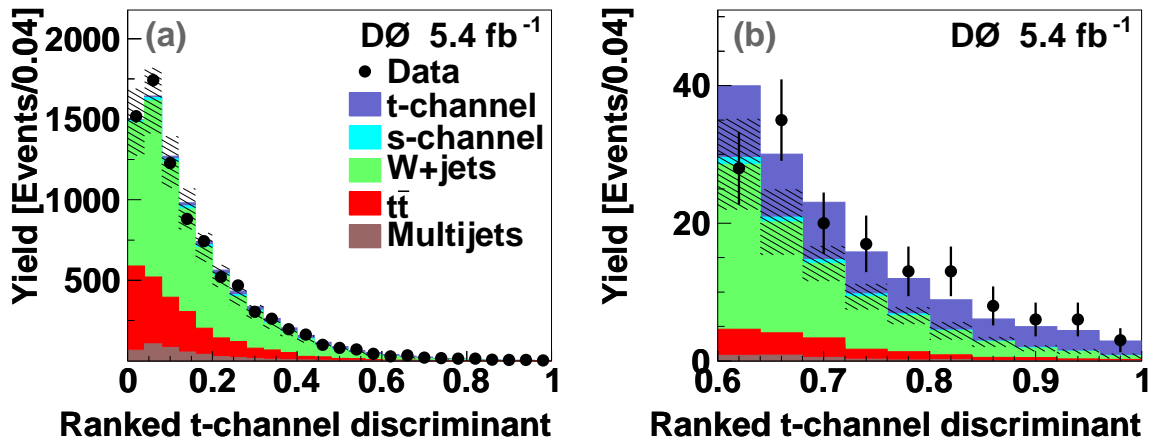 (a) DØ 5.4 fb⁻¹
Data
t-channel
s-channel
W+jets
tt̄
Multijets
Yield [Events/0.04]
2000
1500
1000
500
0 0.2 0.4 0.6 0.8 1
Ranked t-channel discriminant
(b) DØ 5.4 fb⁻¹
Yield [Events/0.04]
40
20
0
0.6 0.7 0.8 0.9 1
Ranked t-channel discriminant